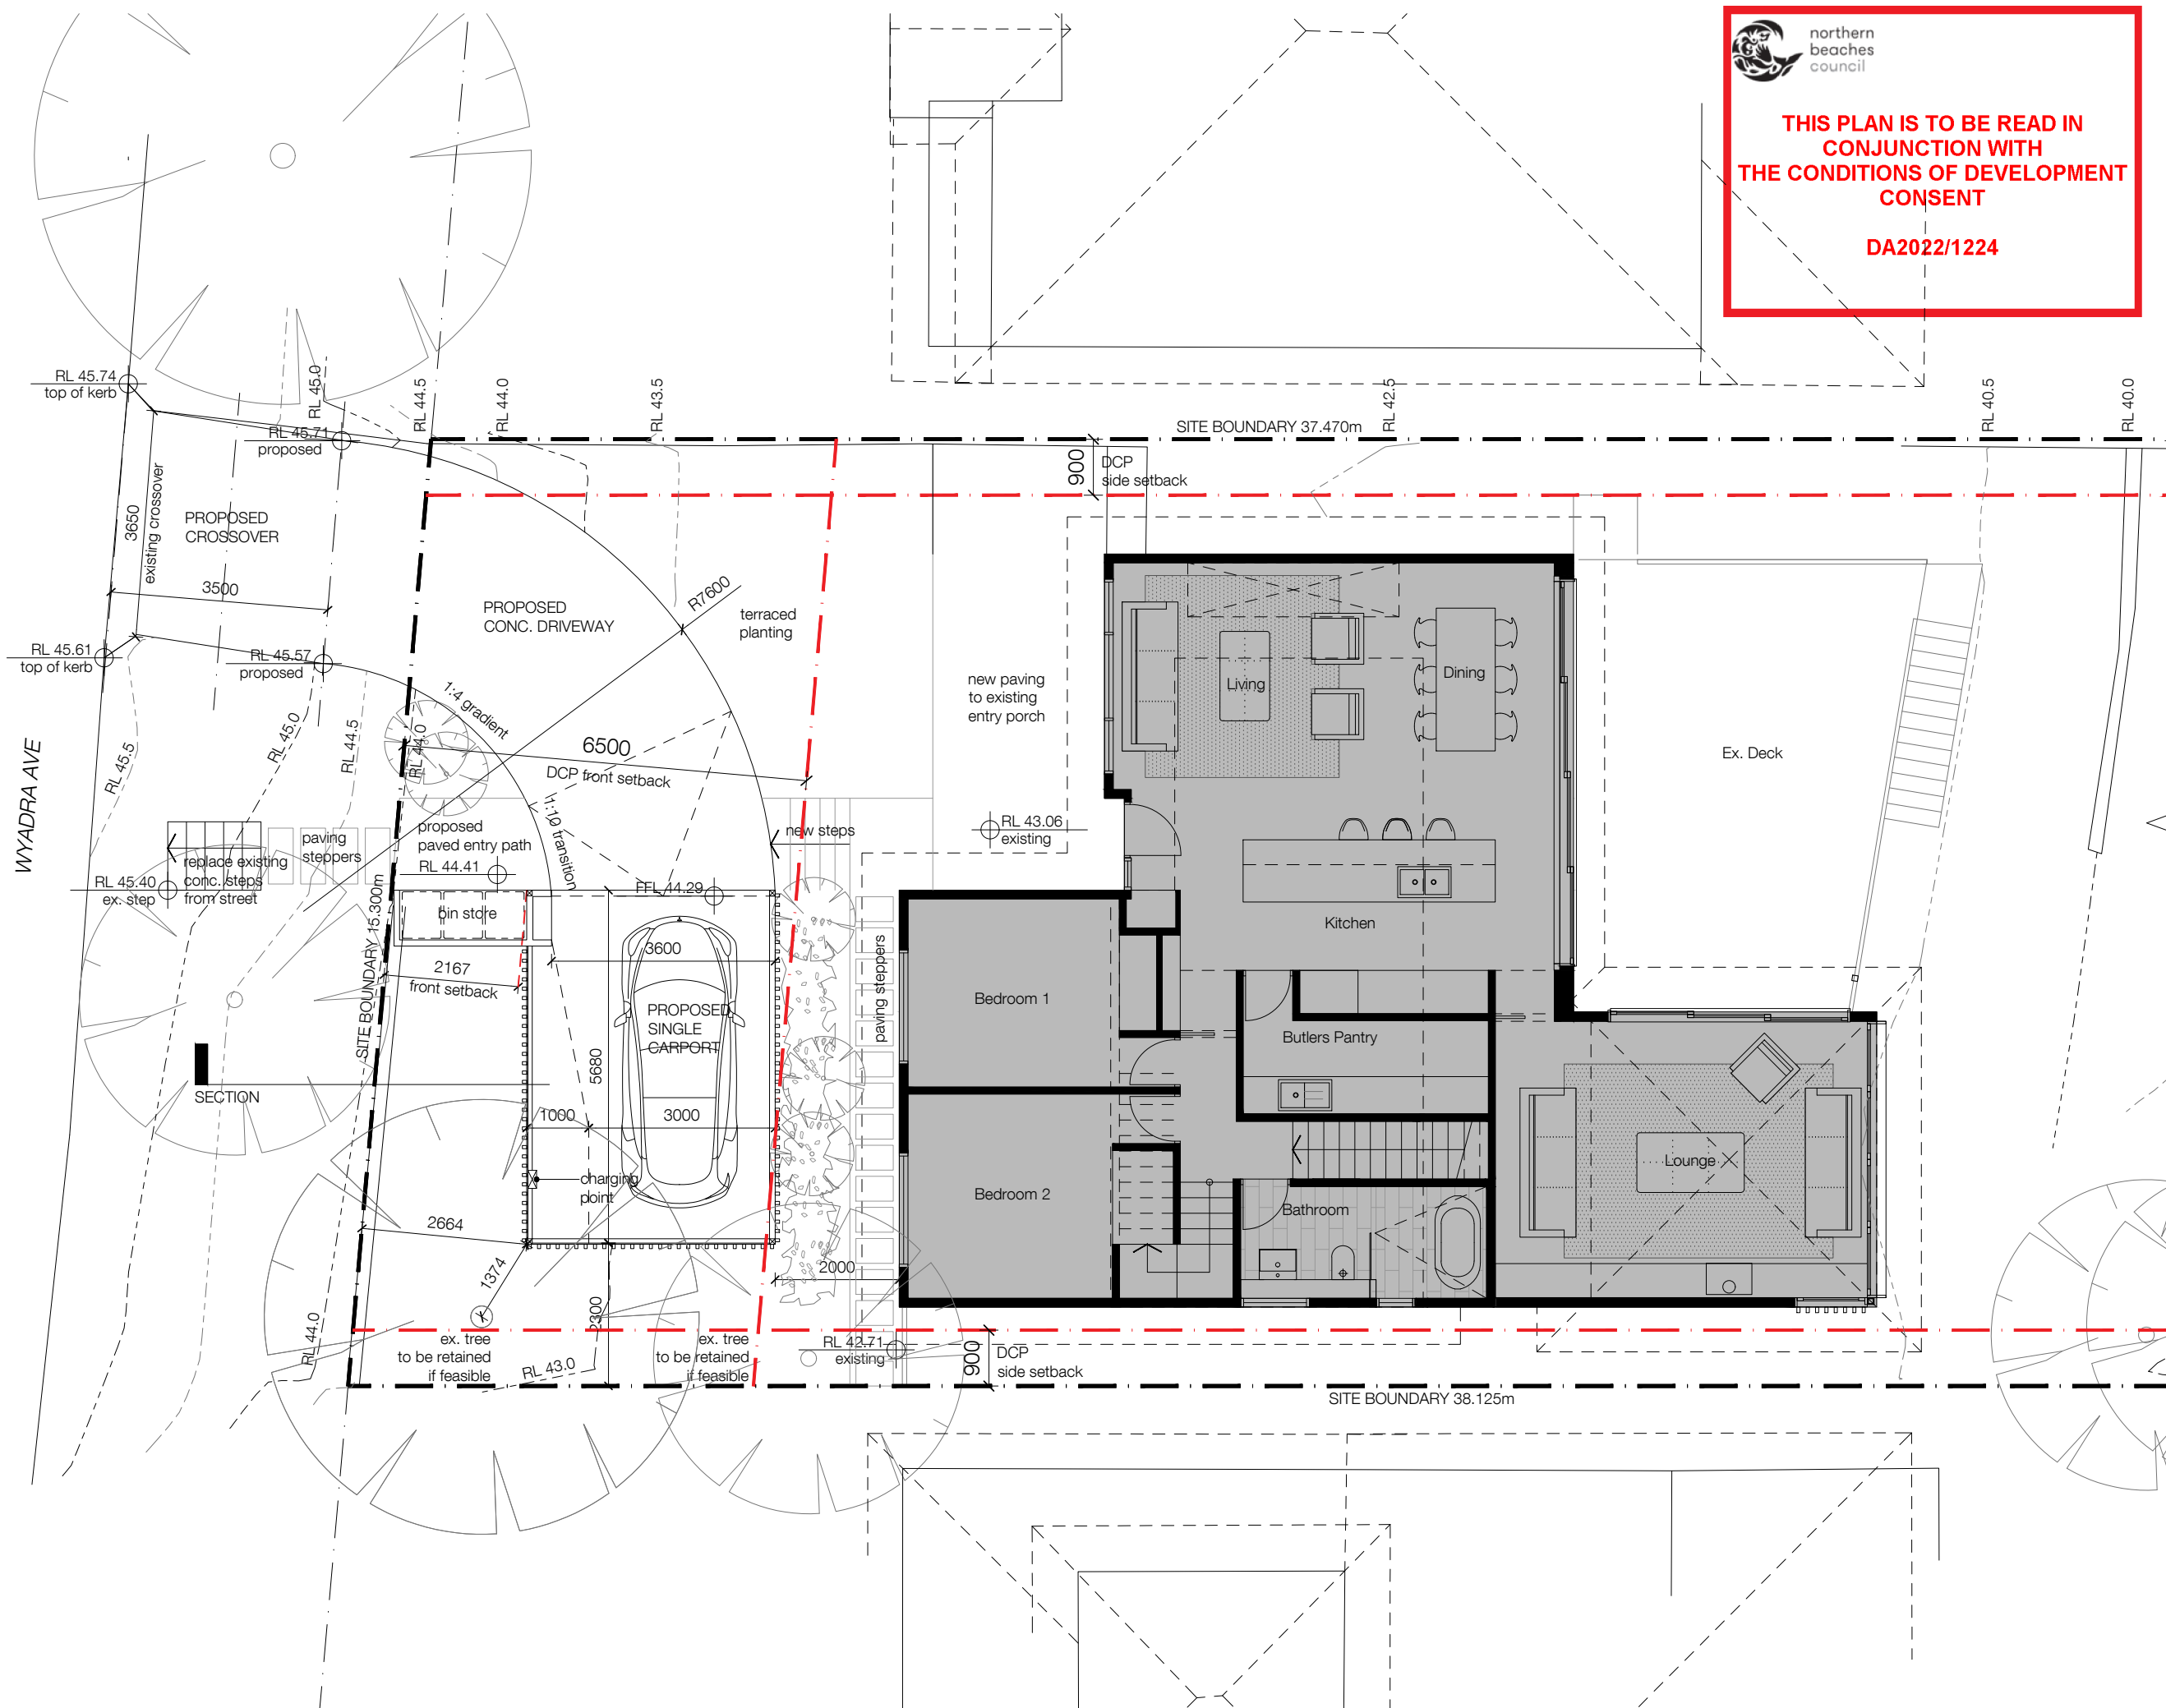 northern
beaches
council
THIS PLAN IS TO BE READ IN
CONJUNCTION WITH
THE CONDITIONS OF DEVELOPMENT
CONSENT
DA2022/1224
RL 45.74
top of kerb
RL 45.0
RL 44.5
RL 44.0
RL 43.5
RL 42.5
RL 40.5
RL 40.0
SITE BOUNDARY 37.470m
RL 45.71
proposed
900
DCP
side setback
3650
existing crossover
PROPOSED
CROSSOVER
3500
PROPOSED
CONC. DRIVEWAY
R7600
terraced
planting
RL 45.61
top of kerb
RL 45.57
proposed
1:4 gradient
new paving
to existing
entry porch
Living
Dining
Ex. Deck
WYADRA AVE
RL 45.5
RL 45.0
RL 44.5
RL 44.0
6500
DCP front setback
1:10 transition
proposed
paved entry path
RL 44.41
new steps
RL 43.06
existing
paving
steppers
replace existing
conc. steps
from street
RL 45.40
ex. step
FFL 44.29
bin store
SITE BOUNDARY 15.300m
3600
2167
front setback
paving steppers
Kitchen
Bedroom 1
PROPOSED
SINGLE
CARPORT
Butlers Pantry
5680
SECTION
1000
3000
charging
point
Lounge
Bedroom 2
Bathroom
2664
1374
2300
2000
RL 44.0
ex. tree
to be retained
if feasible
RL 43.0
ex. tree
to be retained
if feasible
RL 42.71
existing
900
DCP
side setback
SITE BOUNDARY 38.125m